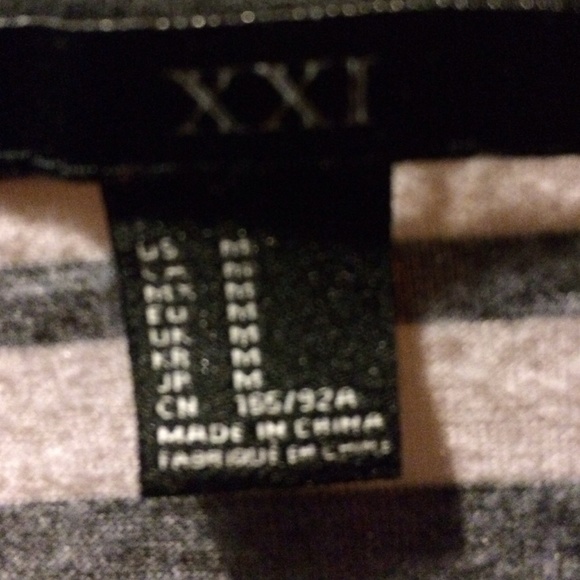 XXI
US M
CA M
MX M
EU M
UK M
KR M
JP M
CN 165/92A
MADE IN CHINA
FABRIQUÉ EN CHINE